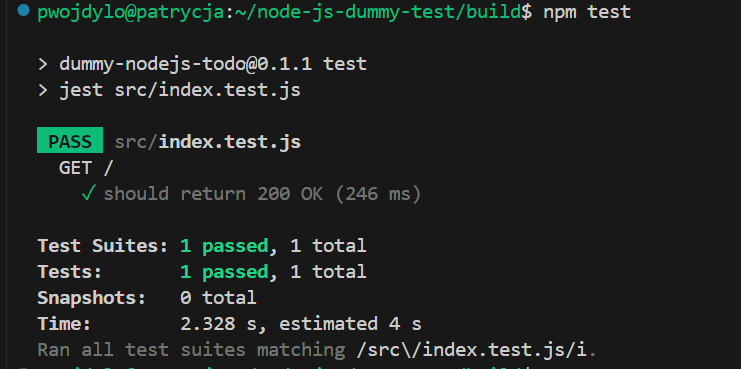 pwojdylo@patrycja:~/node-js-dummy-test/build$ npm test
> dummy-nodejs-todo@0.1.1 test
> jest src/index.test.js
PASS src/index.test.js
GET /
✓ should return 200 OK (246 ms)
Test Suites: 1 passed, 1 total
Tests: 1 passed, 1 total
Snapshots: 0 total
Time: 2.328 s, estimated 4 s
Ran all test suites matching /src\/index.test.js/i.